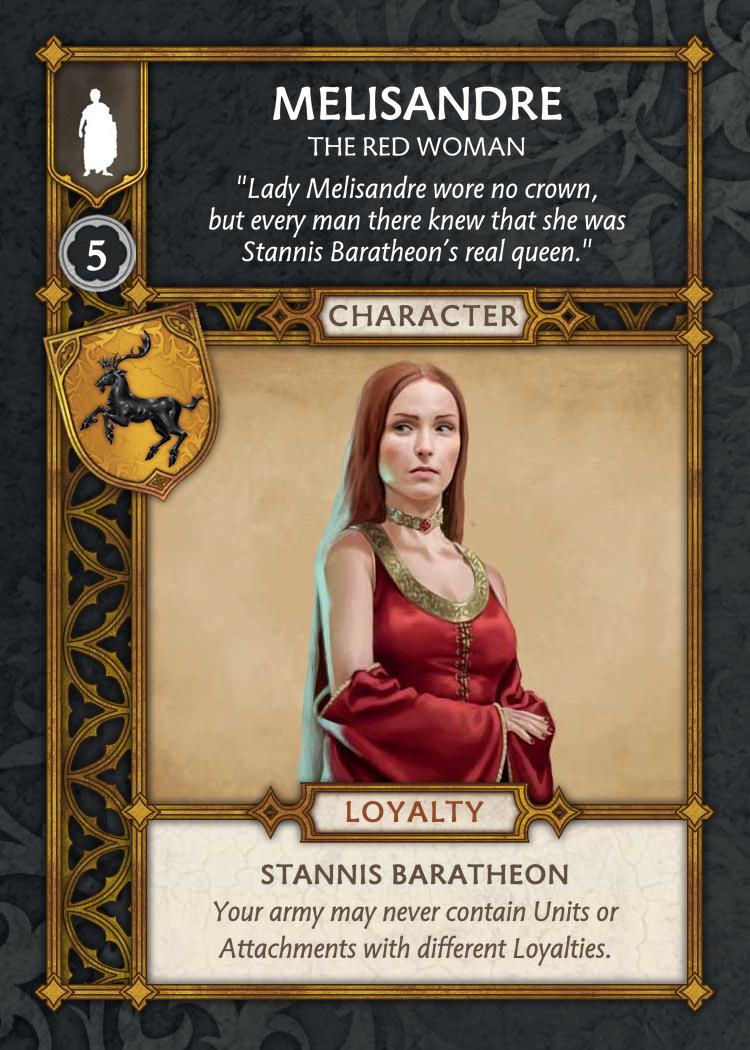 MELISANDRE
THE RED WOMAN
"Lady Melisandre wore no crown,
but every man there knew that she was
Stannis Baratheon's real queen."
5
CHARACTER
LOYALTY
STANNIS BARATHEON
Your army may never contain Units or
Attachments with different Loyalties.